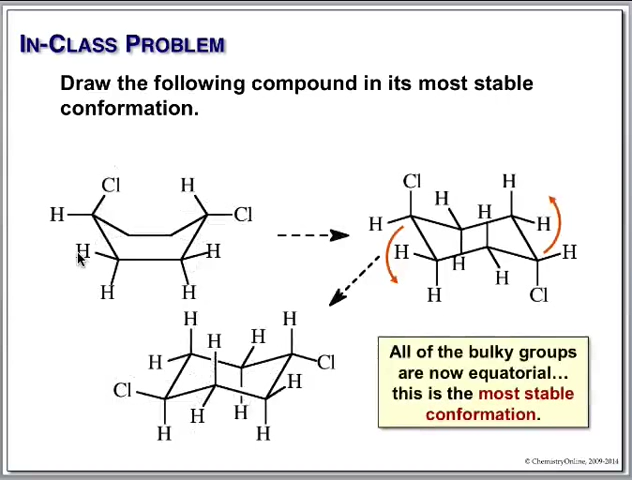 IN-CLASS PROBLEM
Draw the following compound in its most stable
conformation.
Cl H
H Cl
H H
H H
Cl H
H H
H H
H H
H H
H Cl
H H
H H
H Cl
Cl H
H H
H H
All of the bulky groups
are now equatorial...
this is the most stable
conformation.
© ChemistryOnline, 2009-2014